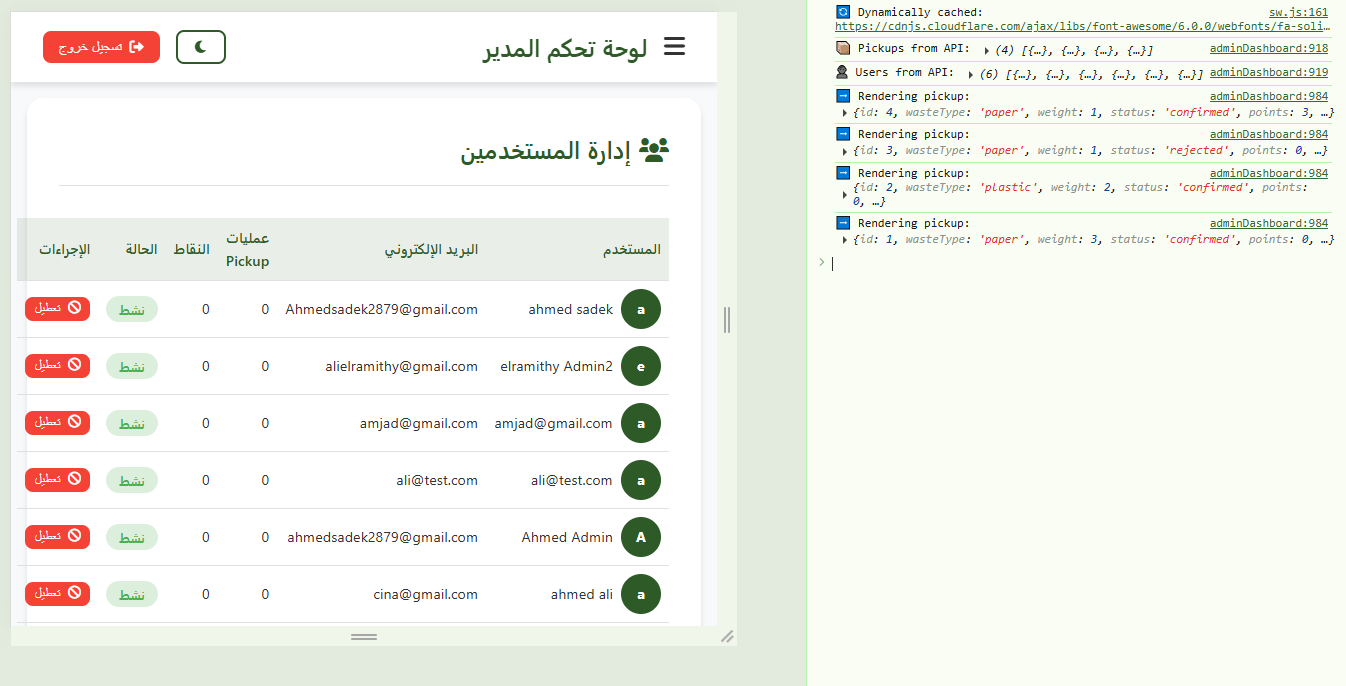 لوحة تحكم المدير
تسجيل خروج
إدارة المستخدمين
المستخدم البريد الإلكتروني عمليات Pickup النقاط الحالة الإجراءات
a ahmed sadek Ahmedsadek2879@gmail.com 0 0 نشط تعطيل
e elramithy Admin2 alielramithy@gmail.com 0 0 نشط تعطيل
a amjad@gmail.com amjad@gmail.com 0 0 نشط تعطيل
a ali@test.com ali@test.com 0 0 نشط تعطيل
A Ahmed Admin ahmedsadek2879@gmail.com 0 0 نشط تعطيل
a ahmed ali cina@gmail.com 0 0 نشط تعطيل
Dynamically cached: sw.js:161
https://cdnjs.cloudflare.com/ajax/libs/font-awesome/6.0.0/webfonts/fa-soli…
Pickups from API: (4) [{…}, {…}, {…}, {…}] adminDashboard:918
Users from API: (6) [{…}, {…}, {…}, {…}, {…}, {…}] adminDashboard:919
Rendering pickup: adminDashboard:984
{id: 4, wasteType: 'paper', weight: 1, status: 'confirmed', points: 3, …}
Rendering pickup: adminDashboard:984
{id: 3, wasteType: 'paper', weight: 1, status: 'rejected', points: 0, …}
Rendering pickup: adminDashboard:984
{id: 2, wasteType: 'plastic', weight: 2, status: 'confirmed', points:
0, …}
Rendering pickup: adminDashboard:984
{id: 1, wasteType: 'paper', weight: 3, status: 'confirmed', points: 0, …}